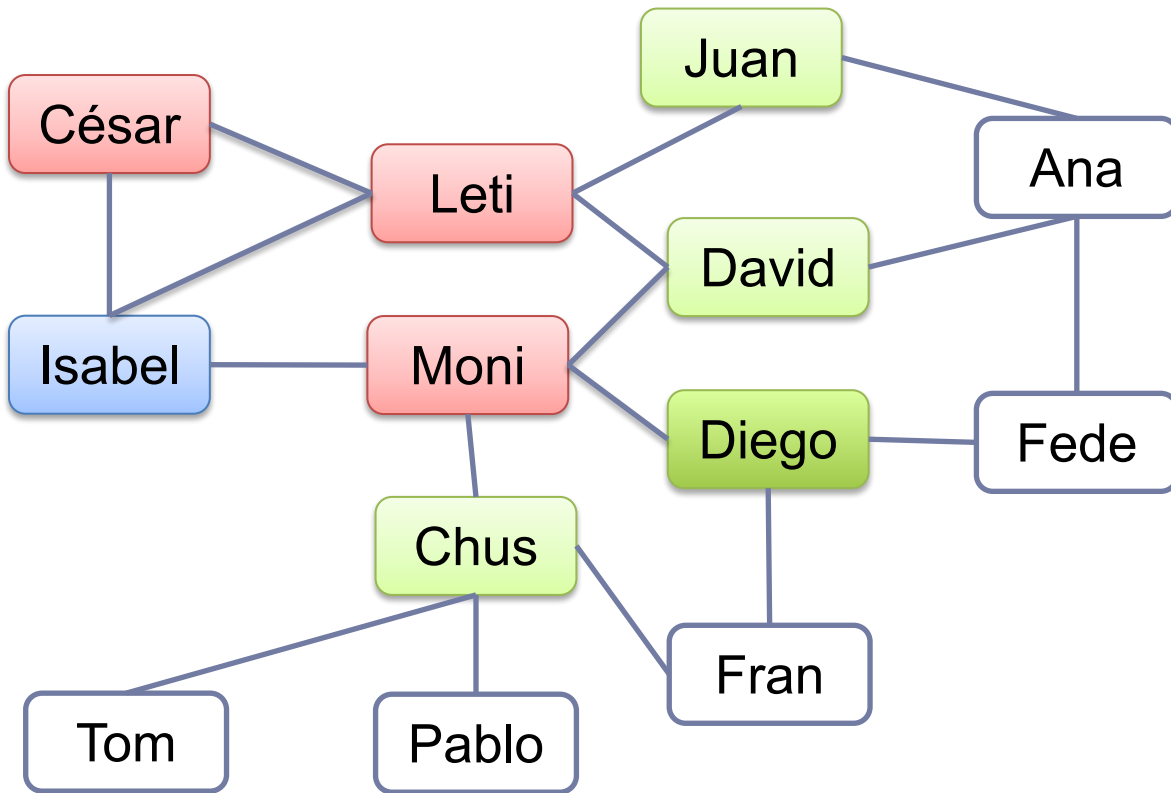 Juan
César
Ana
Leti
David
Isabel
Moni
Diego
Fede
Chus
Fran
Tom
Pablo